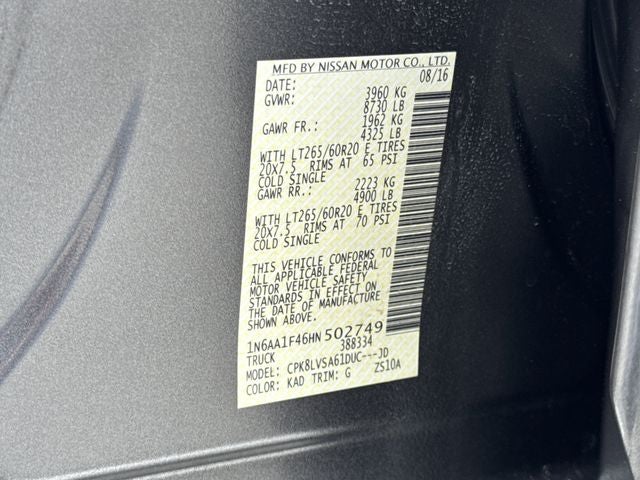 MFD BY NISSAN MOTOR CO., LTD.
DATE: 08/16
GVWR: 3960 KG
8730 LB
GAWR FR.: 1962 KG
4325 LB
WITH LT265/60R20 E TIRES
20X7.5 RIMS AT 65 PSI
COLD SINGLE
GAWR RR.: 2223 KG
4900 LB
WITH LT265/60R20 E TIRES
20X7.5 RIMS AT 70 PSI
COLD SINGLE
THIS VEHICLE CONFORMS TO
ALL APPLICABLE FEDERAL
MOTOR VEHICLE SAFETY
STANDARDS IN EFFECT ON
THE DATE OF MANUFACTURE
SHOWN ABOVE.
1N6AA1F46HN502749
TRUCK 388334
MODEL: CPK8LVSA61DUC---JD
COLOR: KAD TRIM: G ZS10A